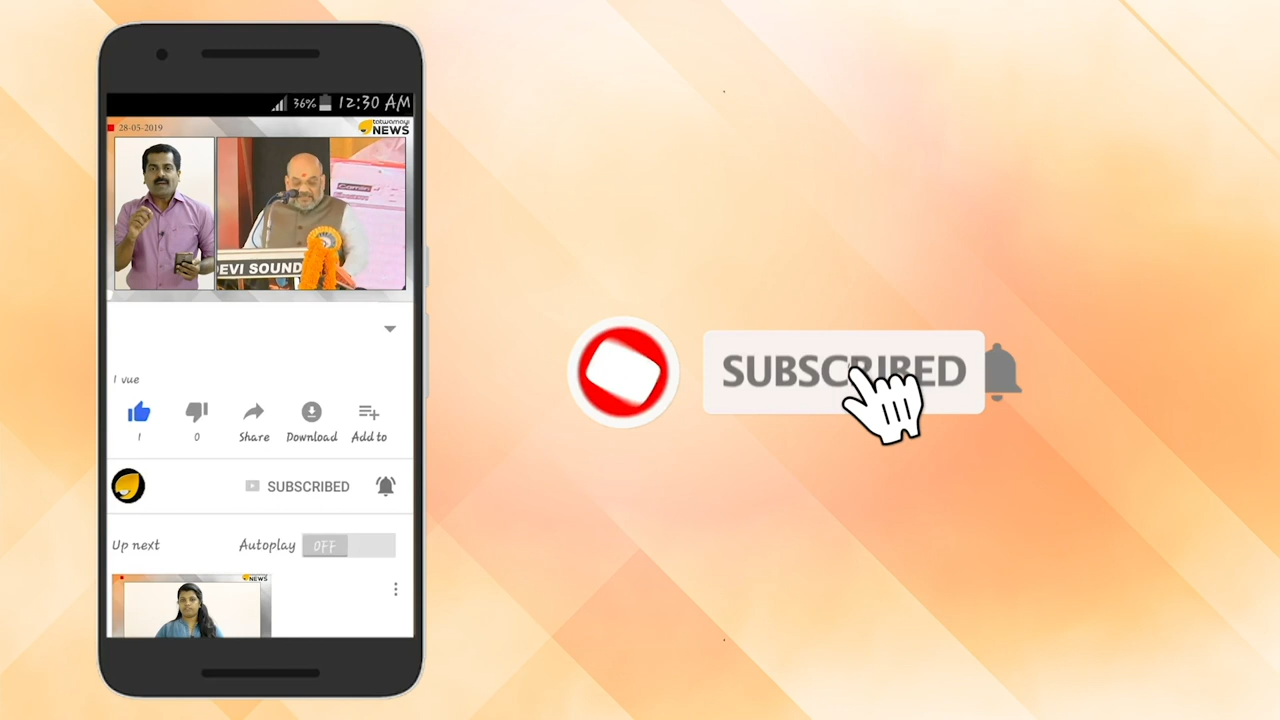 36% 12:30 AM
28-05-2019
tatwamayi
NEWS
DEVI SOUND
1 vue
1
0
Share
Download
Add to
SUBSCRIBED
Up next
Autoplay
OFF
NEWS
SUBSCRIBED